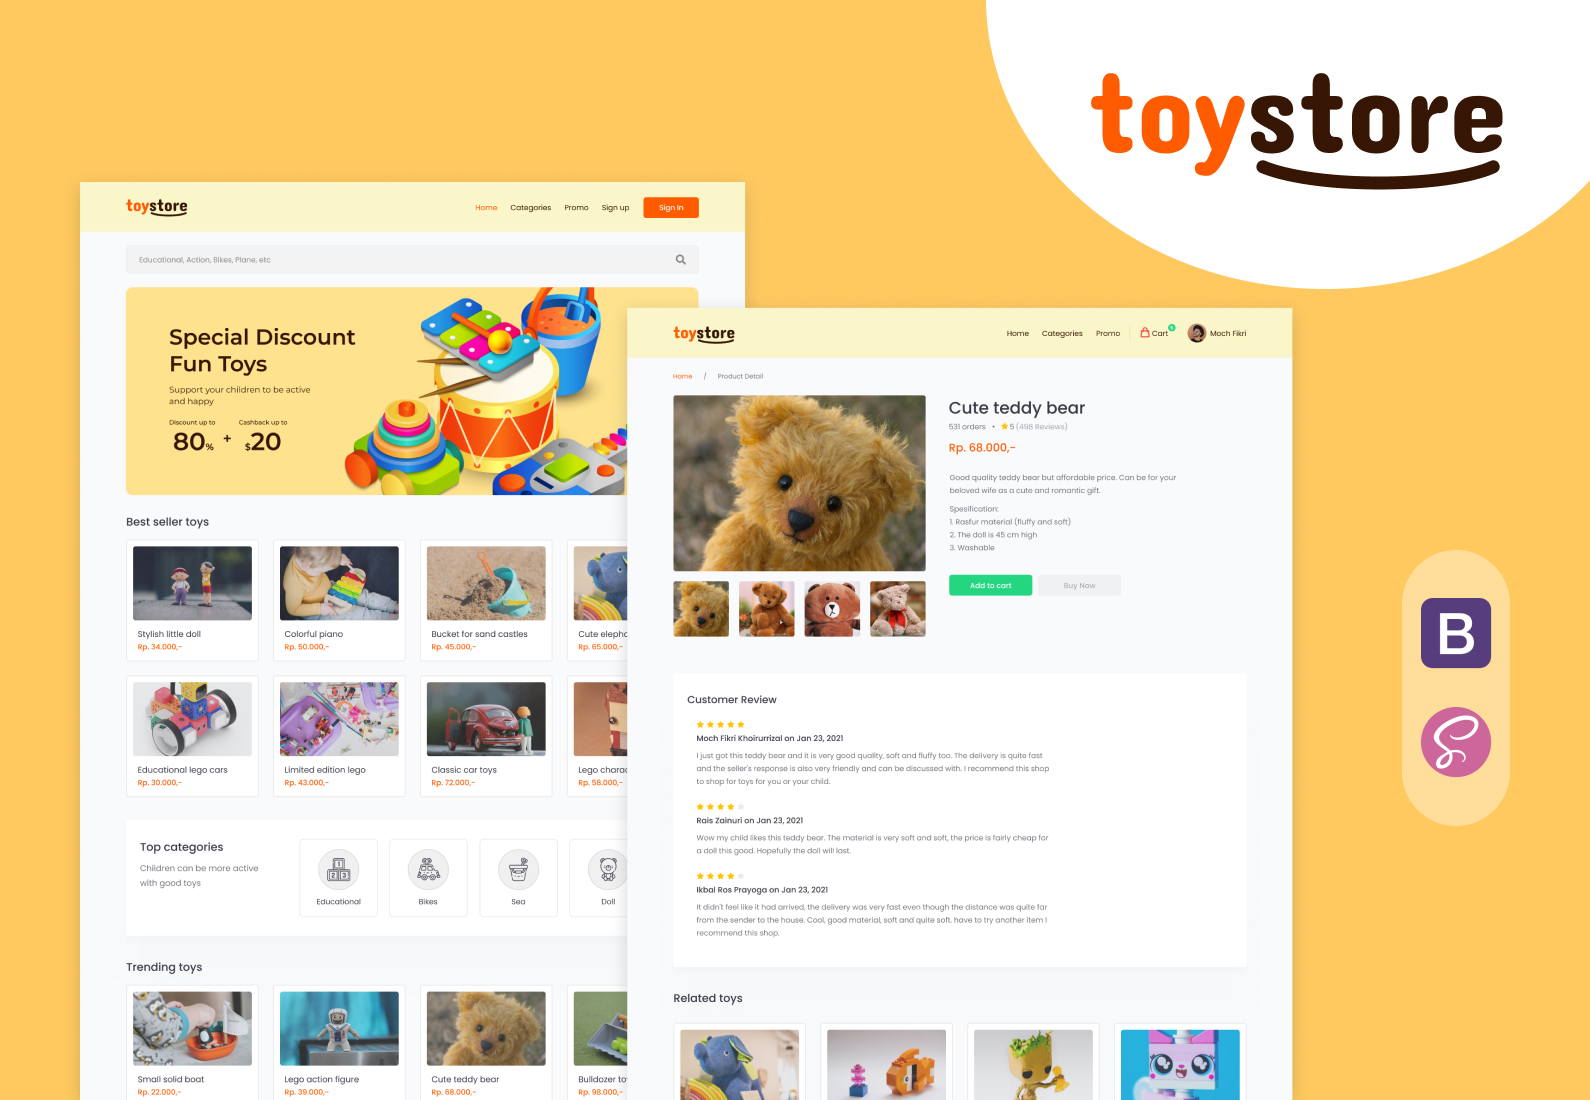 toystore
toystore
Home
Categories
Promo
Sign up
Sign In
Educational, Action, Bikes, Plane, etc
Special Discount
Fun Toys
Support your children to be active
and happy
Discount up to
Cashback up to
80%
+
$20
Best seller toys
Stylish little doll
Rp. 34.000,-
Colorful piano
Rp. 50.000,-
Bucket for sand castles
Rp. 45.000,-
Cute elepho
Rp. 65.000,-
Educational lego cars
Rp. 30.000,-
Limited edition lego
Rp. 43.000,-
Classic car toys
Rp. 72.000,-
Lego charac
Rp. 58.000,-
Top categories
Children can be more active
with good toys
1
2 3
Educational
Bikes
Sea
Doll
Trending toys
Small solid boat
Rp. 22.000,-
Lego action figure
Rp. 39.000,-
Cute teddy bear
Rp. 68.000,-
Bulldozer to
Rp. 98.000,-
toystore
Home
Categories
Promo
Cart
Moch Fikri
Home / Product Detail
Cute teddy bear
531 orders • 5 (498 Reviews)
Rp. 68.000,-
Good quality teddy bear but affordable price. Can be for your
beloved wife as a cute and romantic gift.
Spesification:
1. Rasfur material (fluffy and soft)
2. The doll is 45 cm high
3. Washable
Add to cart
Buy Now
Customer Review
Moch Fikri Khoirurrizal on Jan 23, 2021
I just got this teddy bear and it is very good quality, soft and fluffy too. The delivery is quite fast
and the seller's response is also very friendly and can be discussed with. I recommend this shop
to shop for toys for you or your child.
Rais Zainuri on Jan 23, 2021
Wow my child likes this teddy bear. The material is very soft and soft, the price is fairly cheap for
a doll this good. Hopefully the doll will last.
Ikbal Ros Prayoga on Jan 23, 2021
It didn't feel like it had arrived, the delivery was very fast even though the distance was quite far
from the sender to the house. Cool, good material, soft and quite soft. have to try another item I
recommend this shop.
Related toys
B